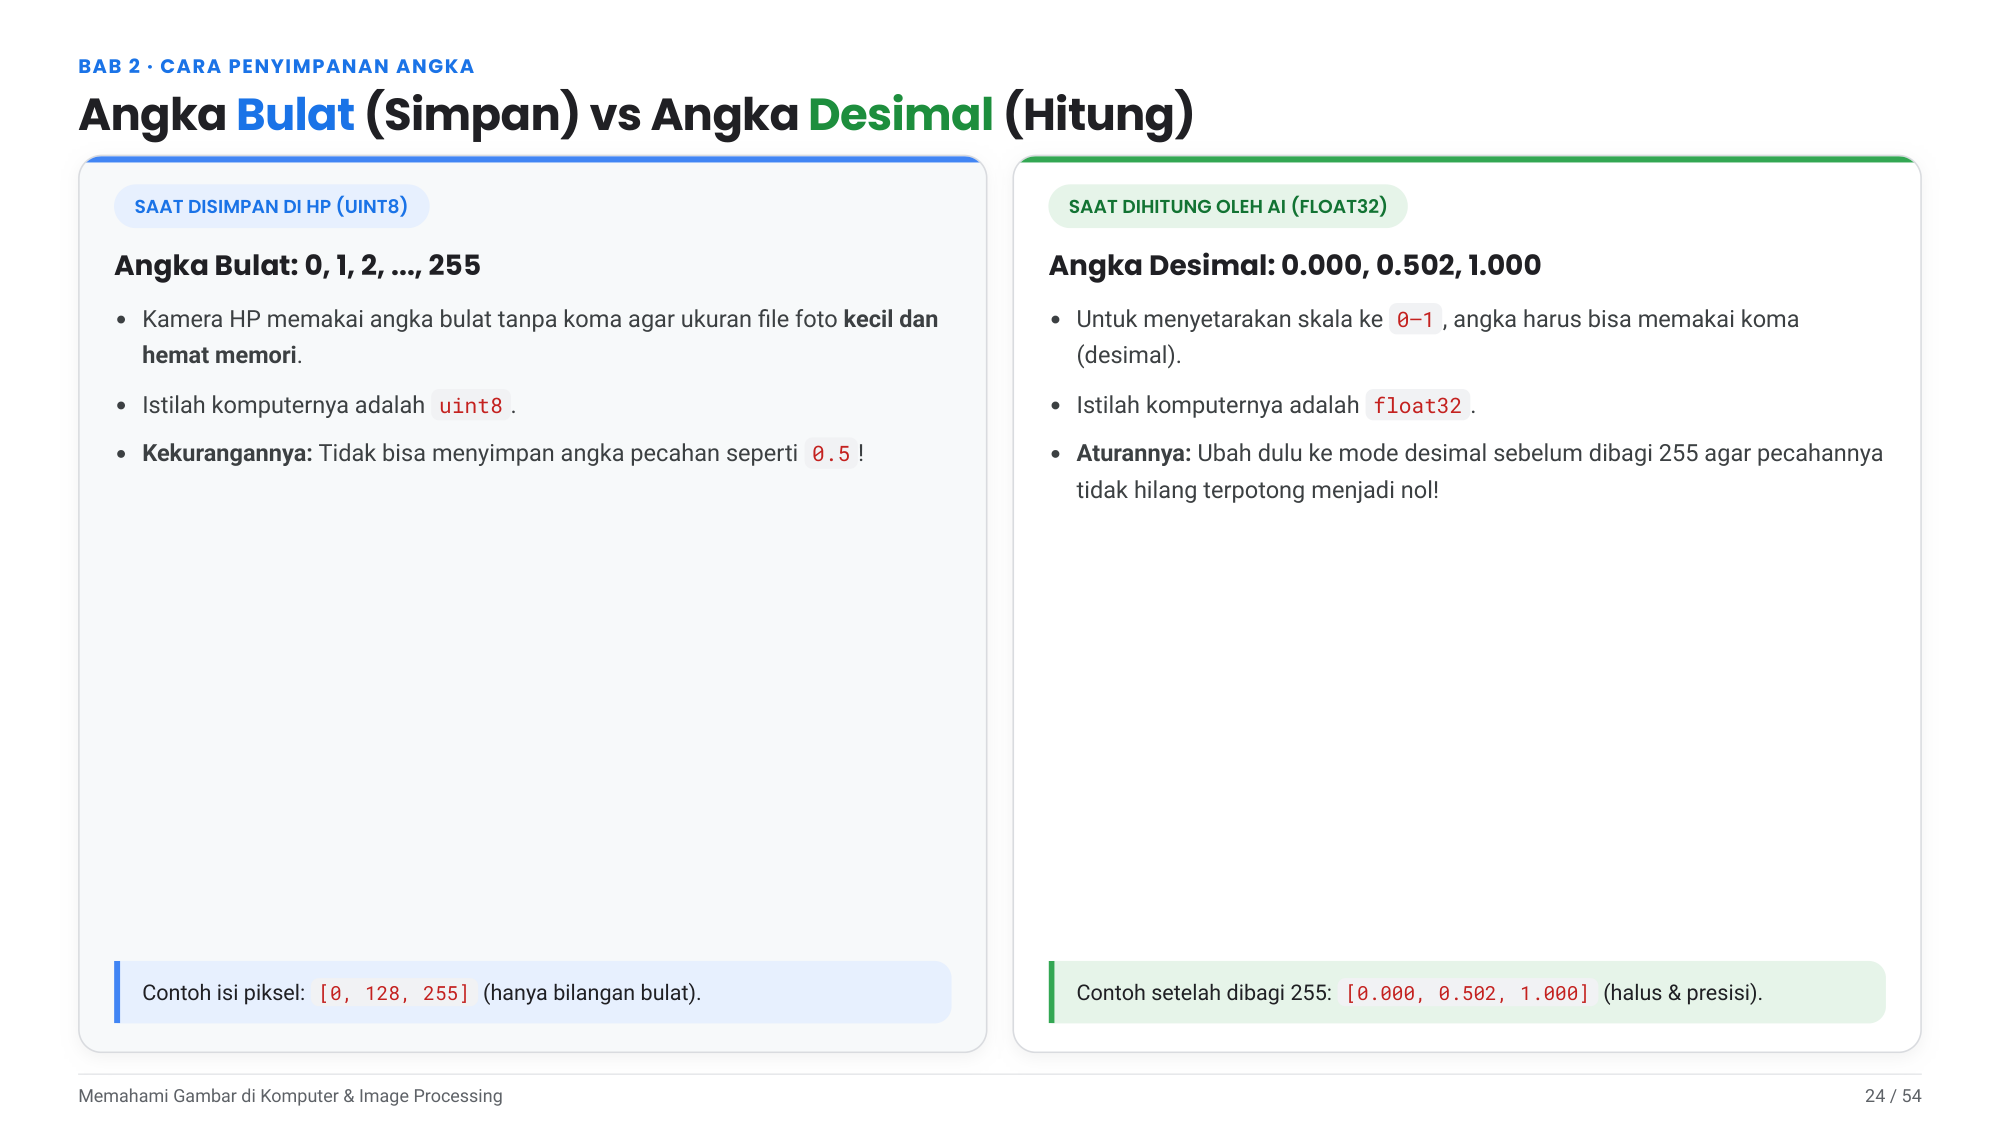 BAB 2 · CARA PENYIMPANAN ANGKA
Angka Bulat (Simpan) vs Angka Desimal (Hitung)
SAAT DISIMPAN DI HP (UINT8)
Angka Bulat: 0, 1, 2, ..., 255
• Kamera HP memakai angka bulat tanpa koma agar ukuran file foto kecil dan
hemat memori.
• Istilah komputernya adalah uint8.
• Kekurangannya: Tidak bisa menyimpan angka pecahan seperti 0.5!
Contoh isi piksel: [0, 128, 255] (hanya bilangan bulat).
SAAT DIHITUNG OLEH AI (FLOAT32)
Angka Desimal: 0.000, 0.502, 1.000
• Untuk menyetarakan skala ke 0–1, angka harus bisa memakai koma
(desimal).
• Istilah komputernya adalah float32.
• Aturannya: Ubah dulu ke mode desimal sebelum dibagi 255 agar pecahannya
tidak hilang terpotong menjadi nol!
Contoh setelah dibagi 255: [0.000, 0.502, 1.000] (halus & presisi).
Memahami Gambar di Komputer & Image Processing
24 / 54